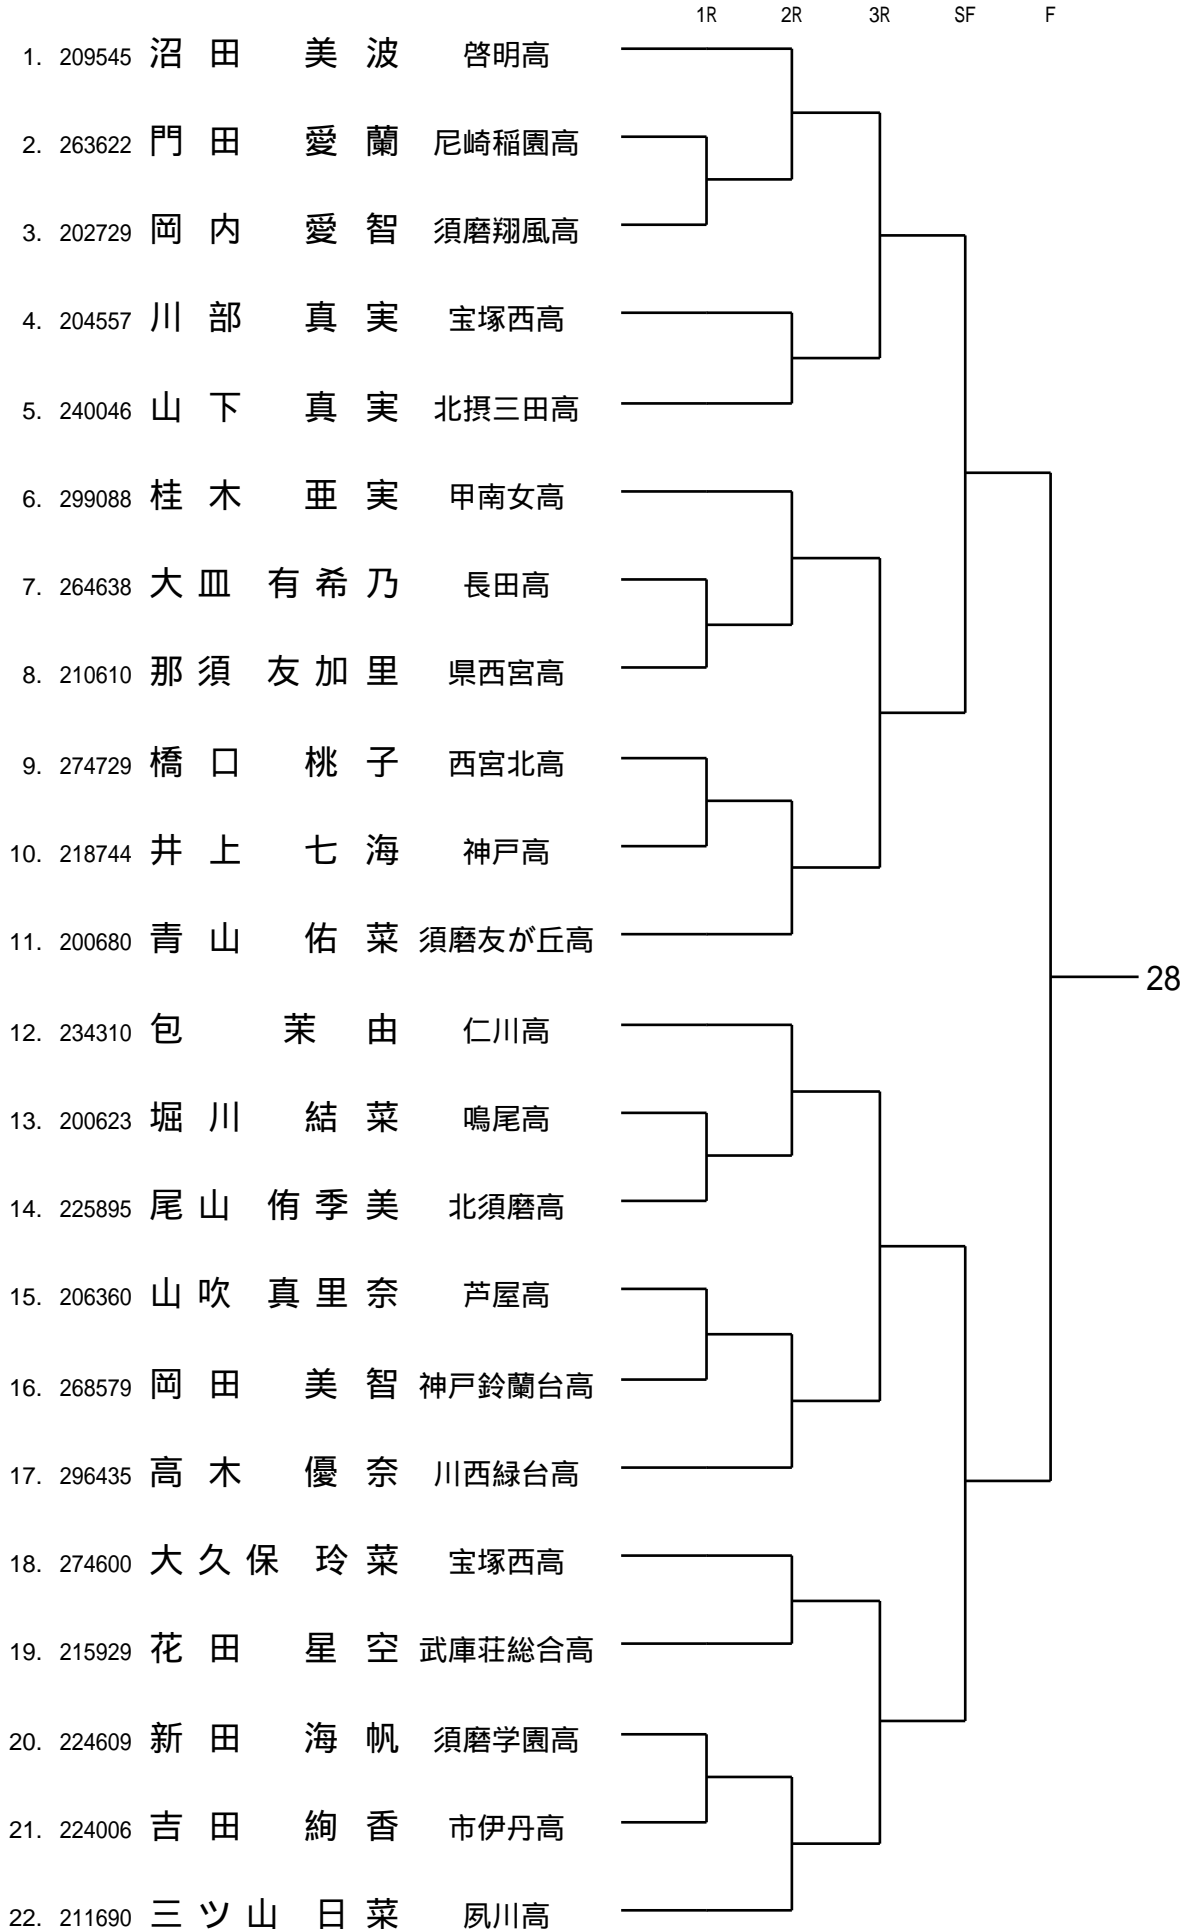 1R 2R 3R SF F
1. 209545 沼田 美波 啓明高
2. 263622 門田 愛蘭 尼崎稲園高
3. 202729 岡内 愛智 須磨翔風高
4. 204557 川部 真実 宝塚西高
5. 240046 山下 真実 北摂三田高
6. 299088 桂木 亜実 甲南女高
7. 264638 大皿 有希乃 長田高
8. 210610 那須 友加里 県西宮高
9. 274729 橋口 桃子 西宮北高
10. 218744 井上 七海 神戸高
11. 200680 青山 佑菜 須磨友が丘高
28
12. 234310 包 茉由 仁川高
13. 200623 堀川 結菜 鳴尾高
14. 225895 尾山 侑季美 北須磨高
15. 206360 山吹 真里奈 芦屋高
16. 268579 岡田 美智 神戸鈴蘭台高
17. 296435 高木 優奈 川西緑台高
18. 274600 大久保 玲菜 宝塚西高
19. 215929 花田 星空 武庫荘総合高
20. 224609 新田 海帆 須磨学園高
21. 224006 吉田 絢香 市伊丹高
22. 211690 三ツ山 日菜 夙川高